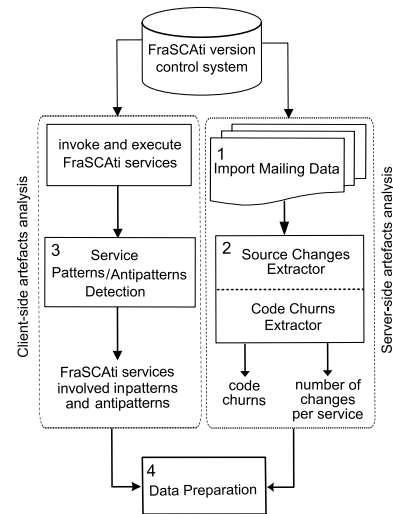 FraSCAti version
control system
Client-side artefacts analysis
invoke and execute
FraSCAti services
3
Service
Patterns/Antipatterns
Detection
FraSCAti services
involved inpatterns
and antipatterns
Server-side artefacts analysis
1
Import Mailing Data
2
Source Changes
Extractor
Code Churns
Extractor
code
churns
number of
changes
per service
4
Data Preparation